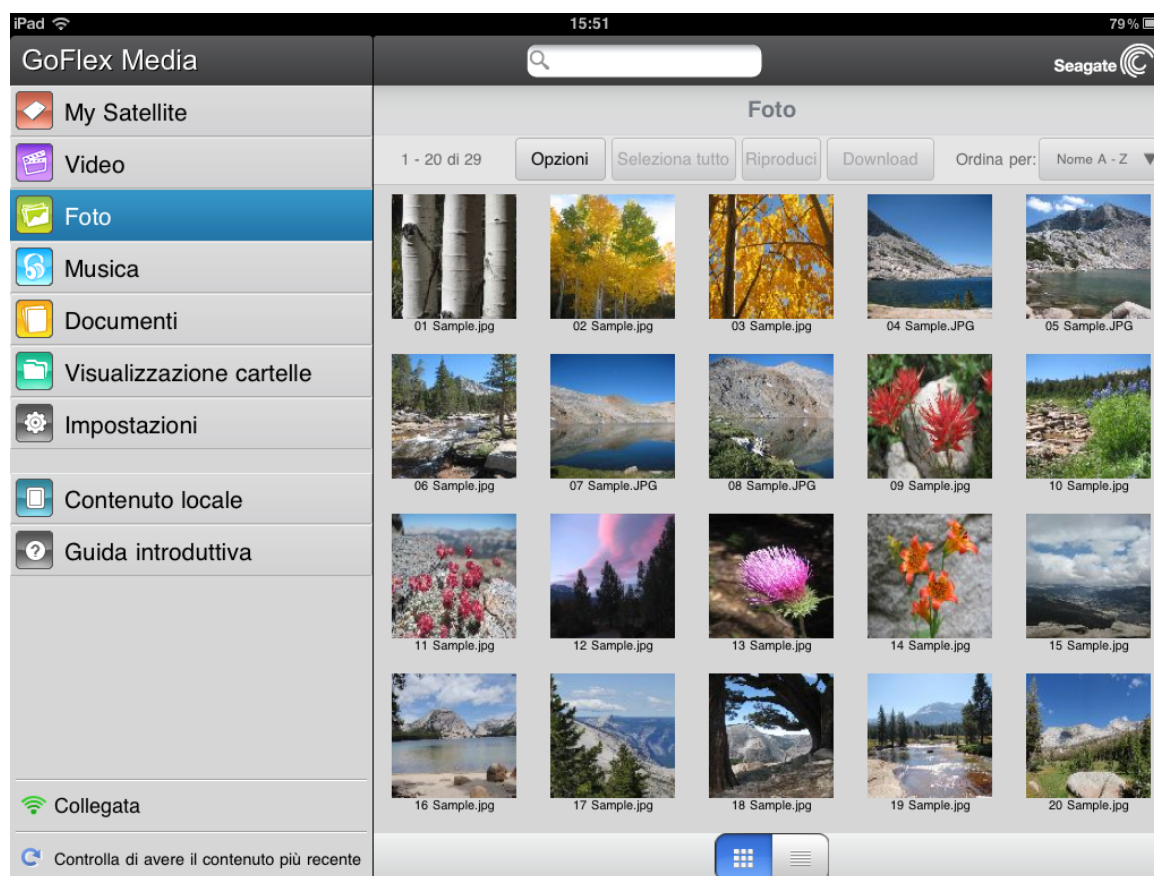 iPad 15:51 79%
GoFlex Media
Seagate
My Satellite
Video
Foto
Musica
Documenti
Visualizzazione cartelle
Impostazioni
Contenuto locale
Guida introduttiva
Collegata
Controlla di avere il contenuto più recente
Foto
1 - 20 di 29 Opzioni Seleziona tutto Riproduci Download Ordina per: Nome A - Z
01 Sample.jpg 02 Sample.jpg 03 Sample.jpg 04 Sample.JPG 05 Sample.JPG
06 Sample.jpg 07 Sample.JPG 08 Sample.JPG 09 Sample.jpg 10 Sample.jpg
11 Sample.jpg 12 Sample.jpg 13 Sample.jpg 14 Sample.jpg 15 Sample.jpg
16 Sample.jpg 17 Sample.jpg 18 Sample.jpg 19 Sample.jpg 20 Sample.jpg